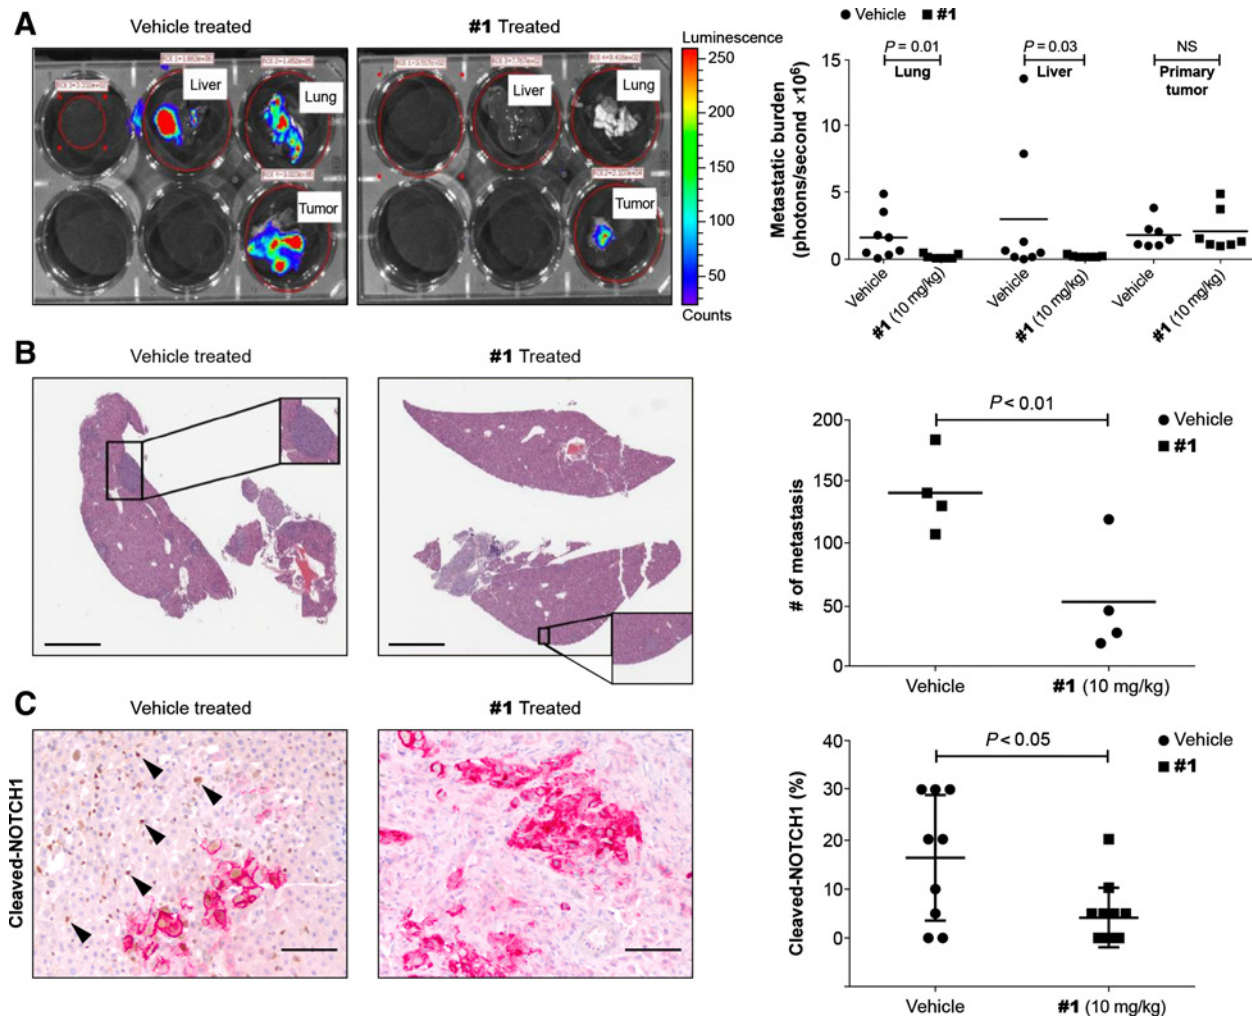 A
Vehicle treated
#1 Treated
Liver
Lung
Tumor
Liver
Lung
Tumor
Luminescence
250
200
150
100
50
Counts
Vehicle
#1
P = 0.01
Lung
P = 0.03
Liver
NS
Primary
tumor
Metastatic burden
(photons/second ×10⁶)
15
10
5
0
Vehicle
#1 (10 mg/kg)
Vehicle
#1 (10 mg/kg)
Vehicle
#1 (10 mg/kg)
B
Vehicle treated
#1 Treated
P < 0.01
Vehicle
#1
# of metastasis
200
150
100
50
0
Vehicle
#1 (10 mg/kg)
C
Vehicle treated
#1 Treated
Cleaved-NOTCH1
P < 0.05
Vehicle
#1
Cleaved-NOTCH1 (%)
40
30
20
10
0
Vehicle
#1 (10 mg/kg)